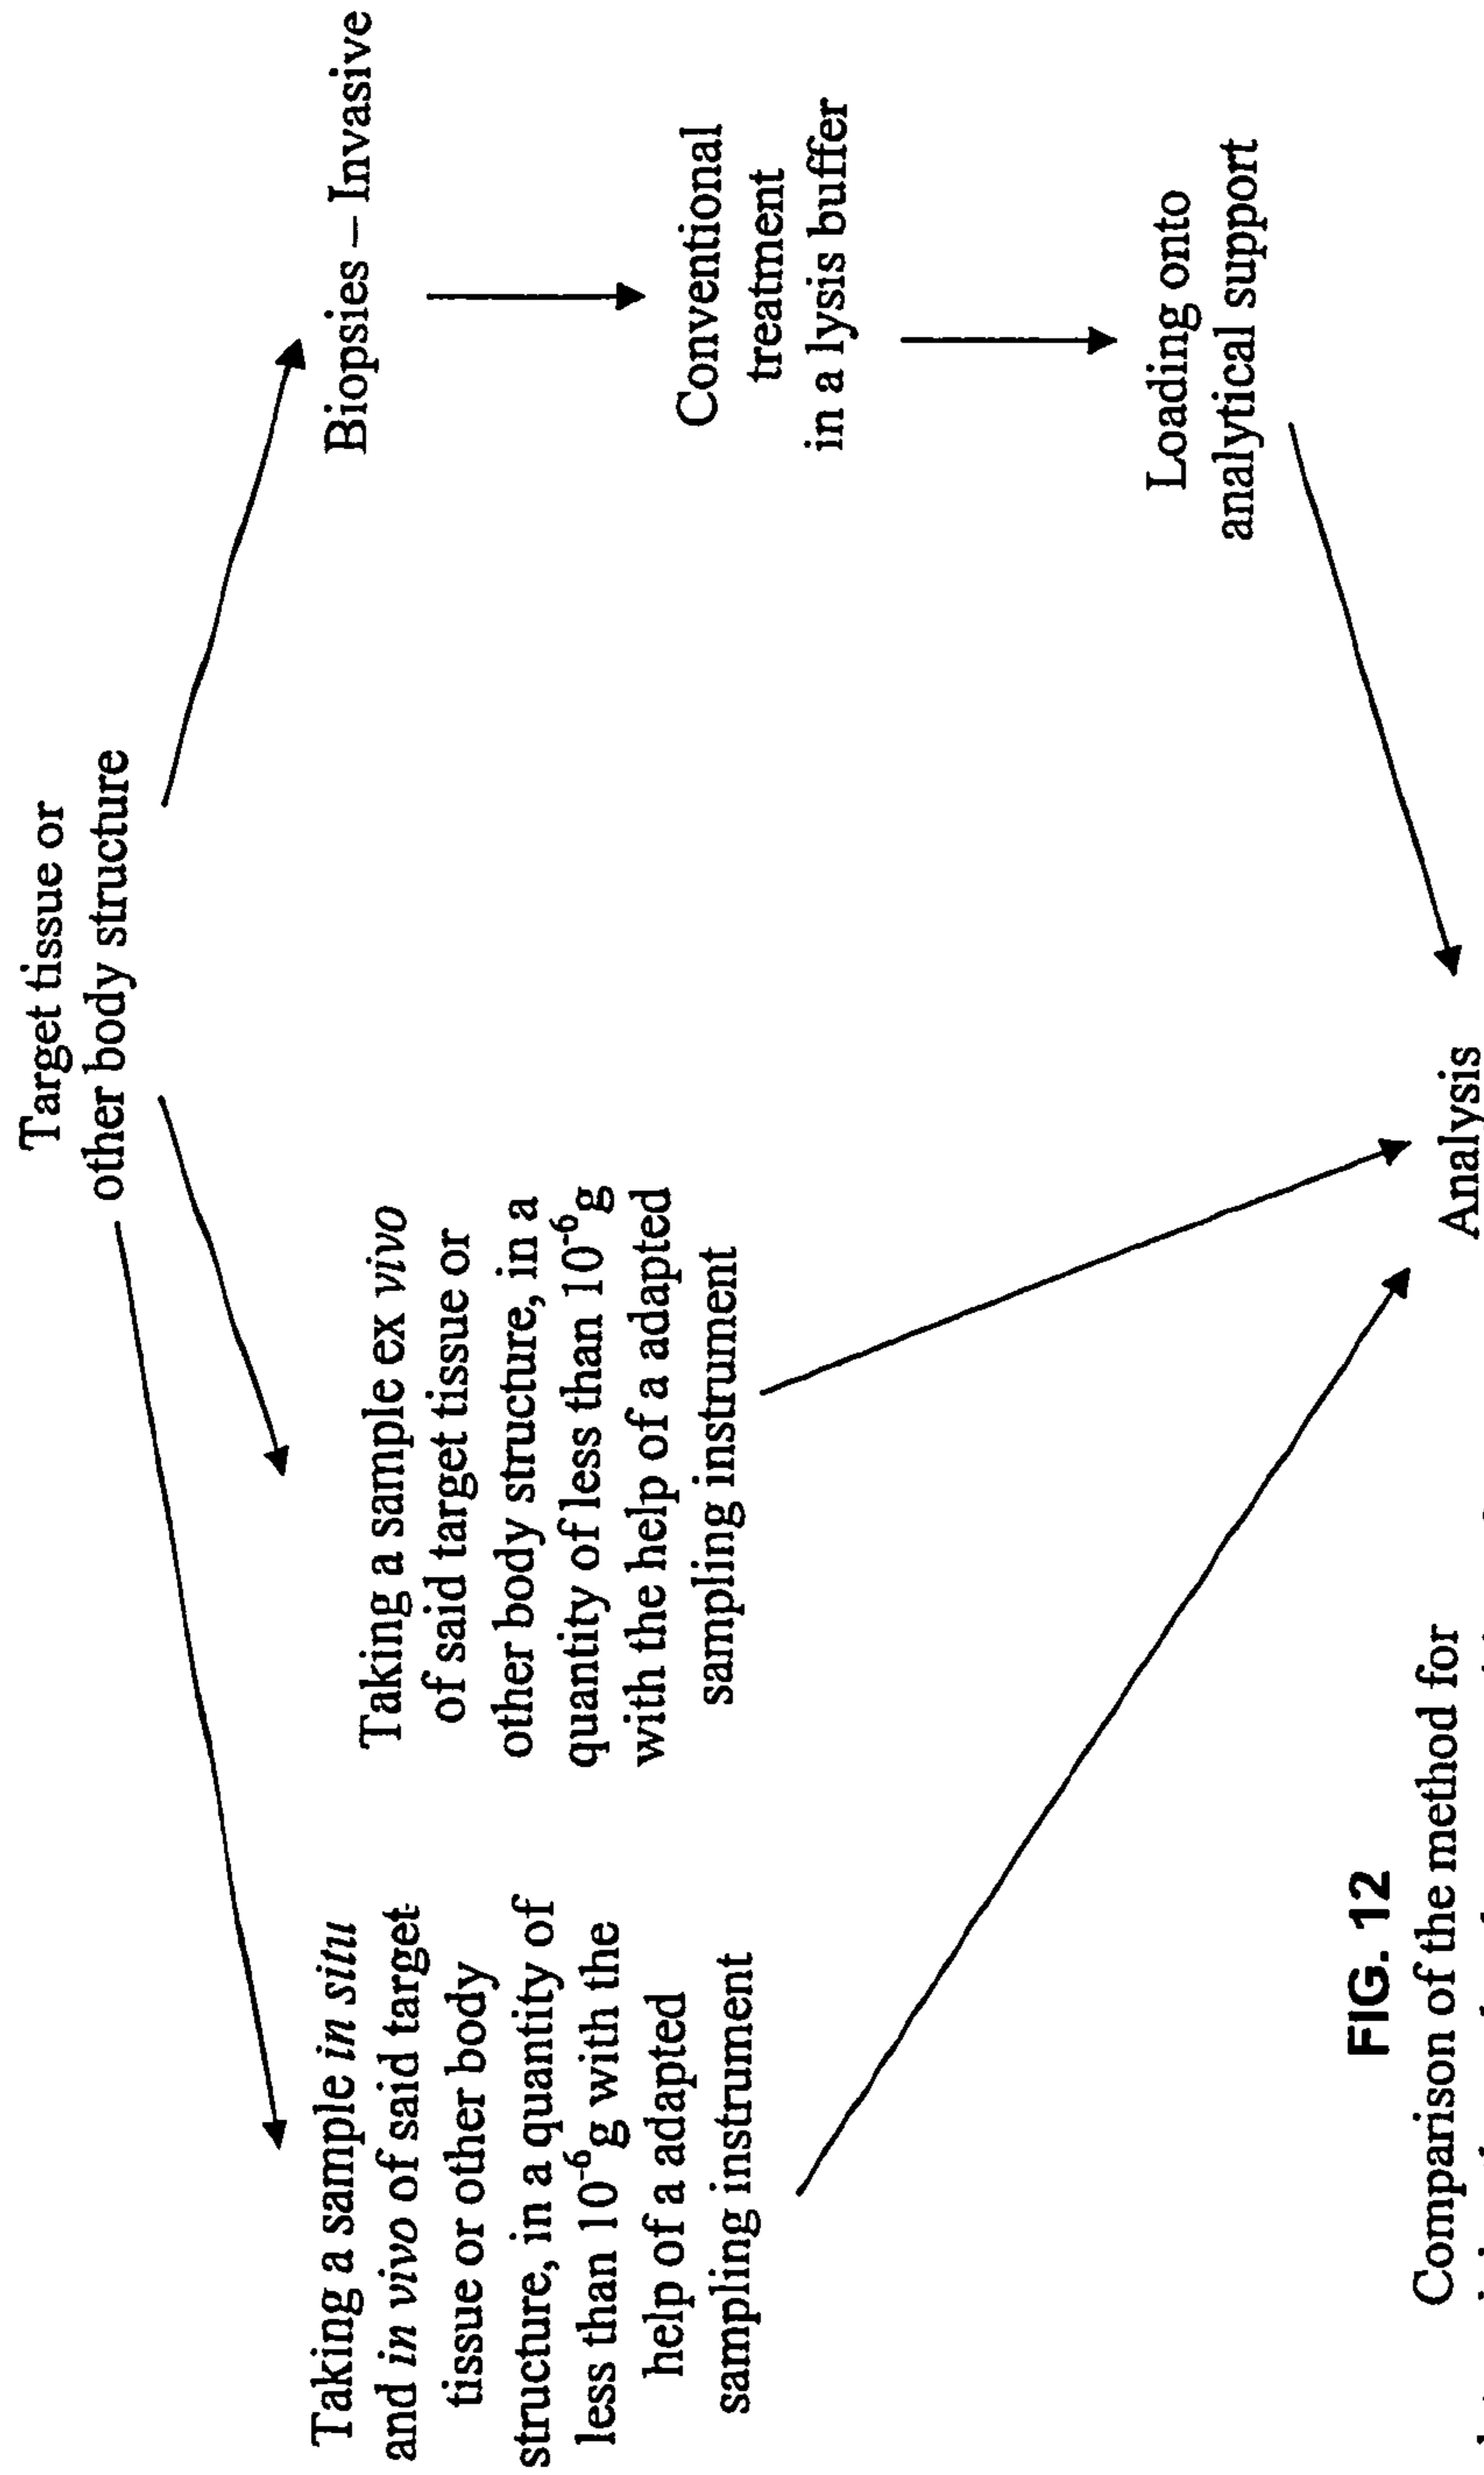 Target tissue or
other body structure
Taking a sample in situ
and in vivo of said target
tissue or other body
structure, in a quantity of
less than 10⁻⁶g with the
help of a adapted
sampling instrument
Taking a sample ex vivo
of said target tissue or
other body structure, in a
quantity of less than 10⁻⁶g
with the help of a adapted
sampling instrument
Biopsies – Invasive
Conventional
treatment
in a lysis buffer
Loading onto
analytical support
Analysis
FIG. 12
Comparison of the method for